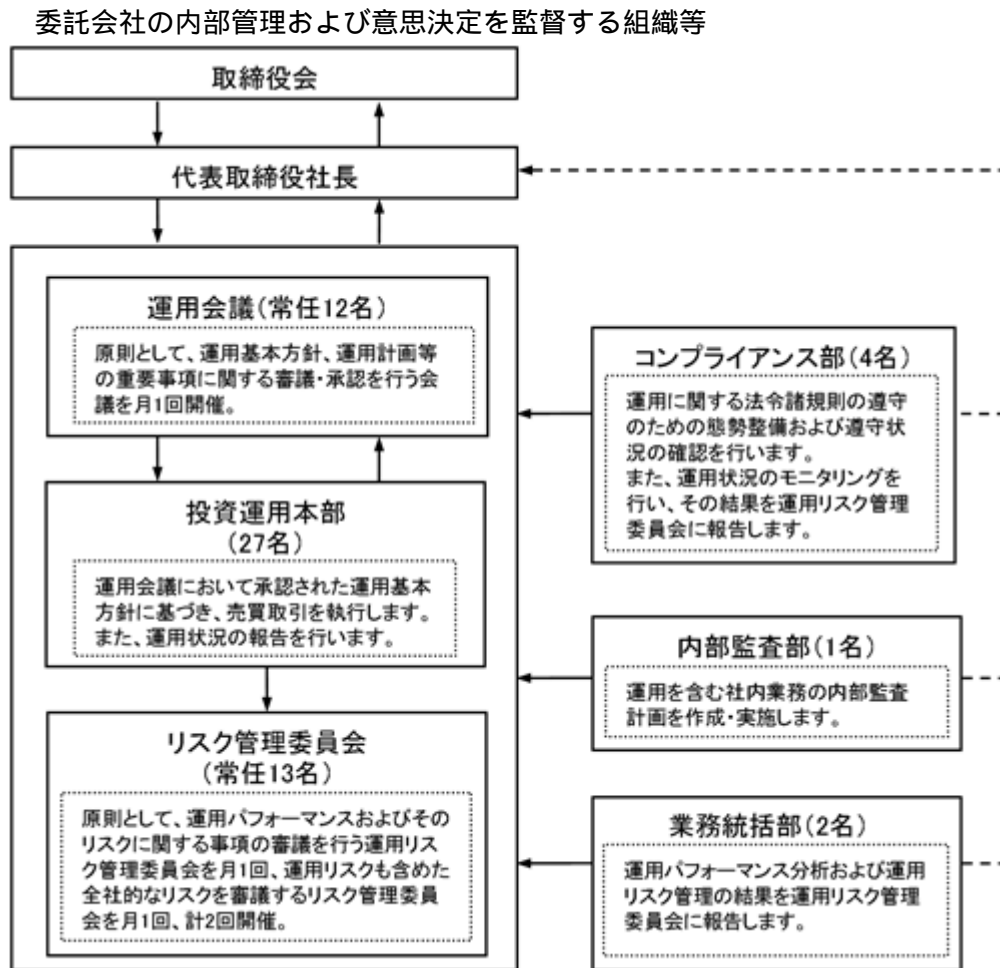 委託会社の内部管理および意思決定を監督する組織等
取締役会
代表取締役社長
運用会議(常任12名)
原則として、運用基本方針、運用計画等
の重要事項に関する審議・承認を行う会
議を月1回開催。
投資運用本部
(27名)
運用会議において承認された運用基本
方針に基づき、売買取引を執行します。
また、運用状況の報告を行います。
リスク管理委員会
(常任13名)
原則として、運用パフォーマンスおよびその
リスクに関する事項の審議を行う運用リス
ク管理委員会を月1回、運用リスクも含めた
全社的なリスクを審議するリスク管理委員
会を月1回、計2回開催。
コンプライアンス部(4名)
運用に関する法令諸規則の遵守
のための態勢整備および遵守状
況の確認を行います。
また、運用状況のモニタリングを
行い、その結果を運用リスク管理
委員会に報告します。
内部監査部(1名)
運用を含む社内業務の内部監査
計画を作成・実施します。
業務統括部(2名)
運用パフォーマンス分析および運用
リスク管理の結果を運用リスク管理
委員会に報告します。